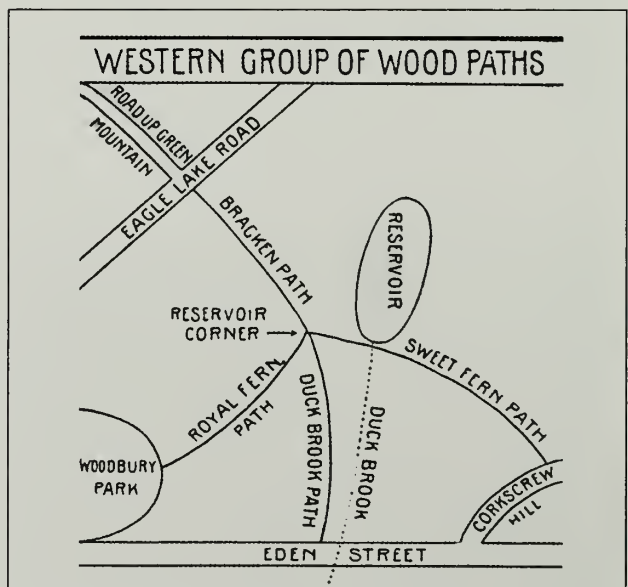 WESTERN GROUP OF WOOD PATHS
ROAD UP GREEN
MOUNTAIN
EAGLE LAKE ROAD
BRACKEN PATH
RESERVOIR
RESERVOIR
CORNER
SWEET FERN PATH
ROYAL FERN
PATH
DUCK BROOK PATH
DUCK BROOK
WOODBURY
PARK
CORKSCREW
HILL
EDEN STREET